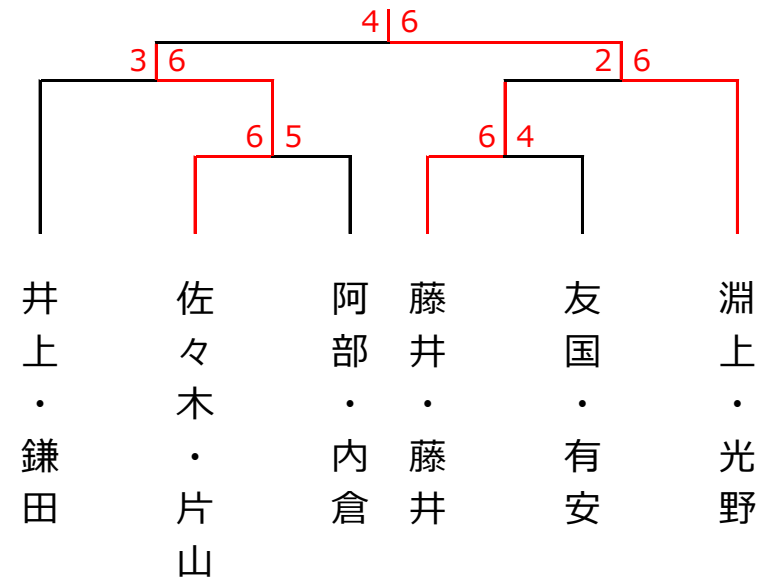 4 6
3 6
2 6
6 5
6 4
井上・鎌田
佐々木・片山
阿部・内倉
藤井・藤井
友国・有安
淵上・光野